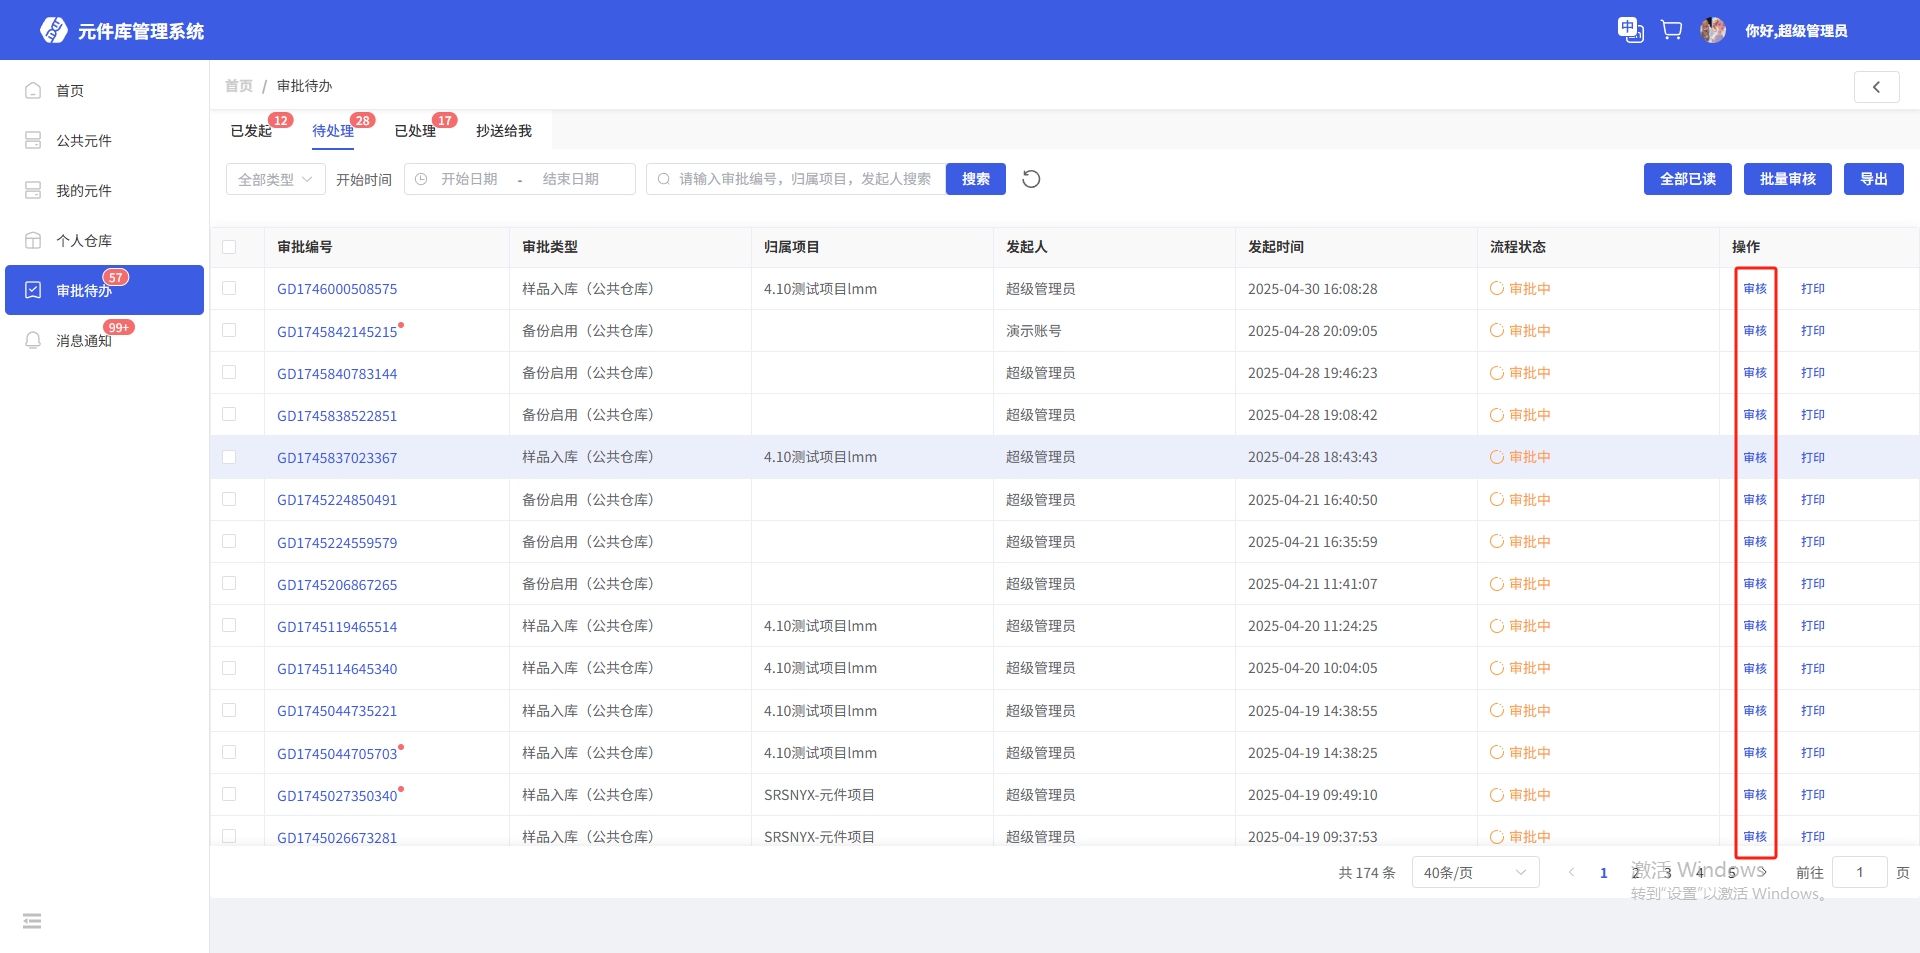 元件库管理系统
中
你好,超级管理员
首页
公共元件
我的元件
个人仓库
审批待办
57
消息通知
99+
首页 / 审批待办
已发起 12
待处理 28
已处理 17
抄送给我
全部类型 开始时间 开始日期 - 结束日期 请输入审批编号，归属项目，发起人搜索 搜索 全部已读 批量审核 导出
审批编号 审批类型 归属项目 发起人 发起时间 流程状态 操作
GD1746000508575 样品入库（公共仓库） 4.10测试项目lmm 超级管理员 2025-04-30 16:08:28 审批中 审核 打印
GD1745842145215 备份启用（公共仓库） 演示账号 2025-04-28 20:09:05 审批中 审核 打印
GD1745840783144 备份启用（公共仓库） 超级管理员 2025-04-28 19:46:23 审批中 审核 打印
GD1745838522851 备份启用（公共仓库） 超级管理员 2025-04-28 19:08:42 审批中 审核 打印
GD1745837023367 样品入库（公共仓库） 4.10测试项目lmm 超级管理员 2025-04-28 18:43:43 审批中 审核 打印
GD1745224850491 备份启用（公共仓库） 超级管理员 2025-04-21 16:40:50 审批中 审核 打印
GD1745224559579 备份启用（公共仓库） 超级管理员 2025-04-21 16:35:59 审批中 审核 打印
GD1745206867265 备份启用（公共仓库） 超级管理员 2025-04-21 11:41:07 审批中 审核 打印
GD1745119465514 样品入库（公共仓库） 4.10测试项目lmm 超级管理员 2025-04-20 11:24:25 审批中 审核 打印
GD1745114645340 样品入库（公共仓库） 4.10测试项目lmm 超级管理员 2025-04-20 10:04:05 审批中 审核 打印
GD1745044735221 样品入库（公共仓库） 4.10测试项目lmm 超级管理员 2025-04-19 14:38:55 审批中 审核 打印
GD1745044705703 样品入库（公共仓库） 4.10测试项目lmm 超级管理员 2025-04-19 14:38:25 审批中 审核 打印
GD1745027350340 样品入库（公共仓库） SRSNYX-元件项目 超级管理员 2025-04-19 09:49:10 审批中 审核 打印
GD1745026673281 样品入库（公共仓库） SRSNYX-元件项目 超级管理员 2025-04-19 09:37:53 审批中 审核 打印
共 174 条 40条/页 < 1 2 3 4 5 > 前往 1 页
激活 Windows
转到“设置”以激活 Windows。